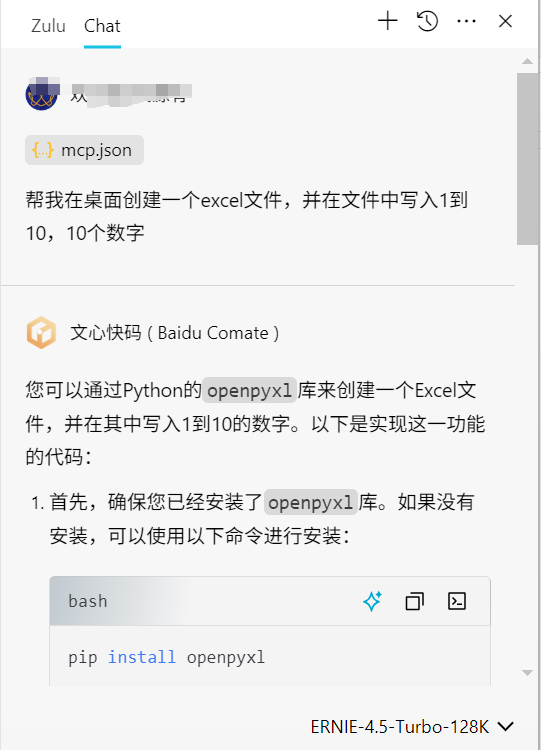 Zulu Chat
{..} mcp.json
帮我在桌面创建一个excel文件，并在文件中写入1到
10，10个数字
文心快码 ( Baidu Comate )
您可以通过Python的openpyxl库来创建一个Excel文
件，并在其中写入1到10的数字。以下是实现这一功能
的代码：
1. 首先，确保您已经安装了openpyxl库。如果没有
安装，可以使用以下命令进行安装：
bash
pip install openpyxl
ERNIE-4.5-Turbo-128K